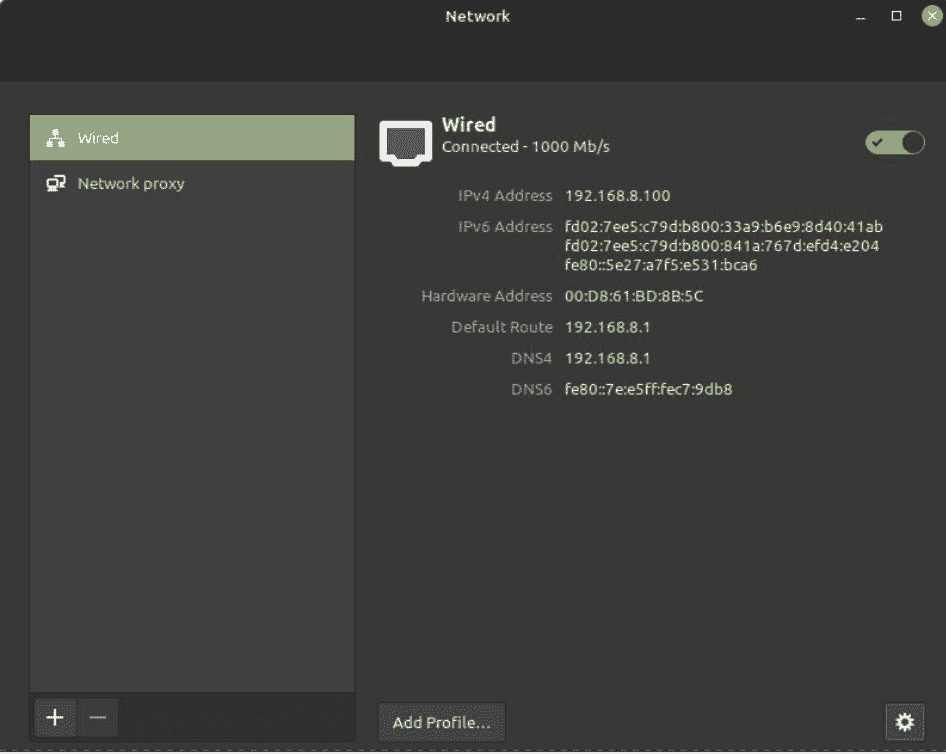 Network
Wired
Network proxy
Wired
Connected - 1000 Mb/s
IPv4 Address 192.168.8.100
IPv6 Address fd02:7ee5:c79d:b800:33a9:b6e9:8d40:41ab
fd02:7ee5:c79d:b800:841a:767d:efd4:e204
fe80::5e27:a7f5:e531:bca6
Hardware Address 00:D8:61:BD:8B:5C
Default Route 192.168.8.1
DNS4 192.168.8.1
DNS6 fe80::7e:e5ff:fec7:9db8
Add Profile...